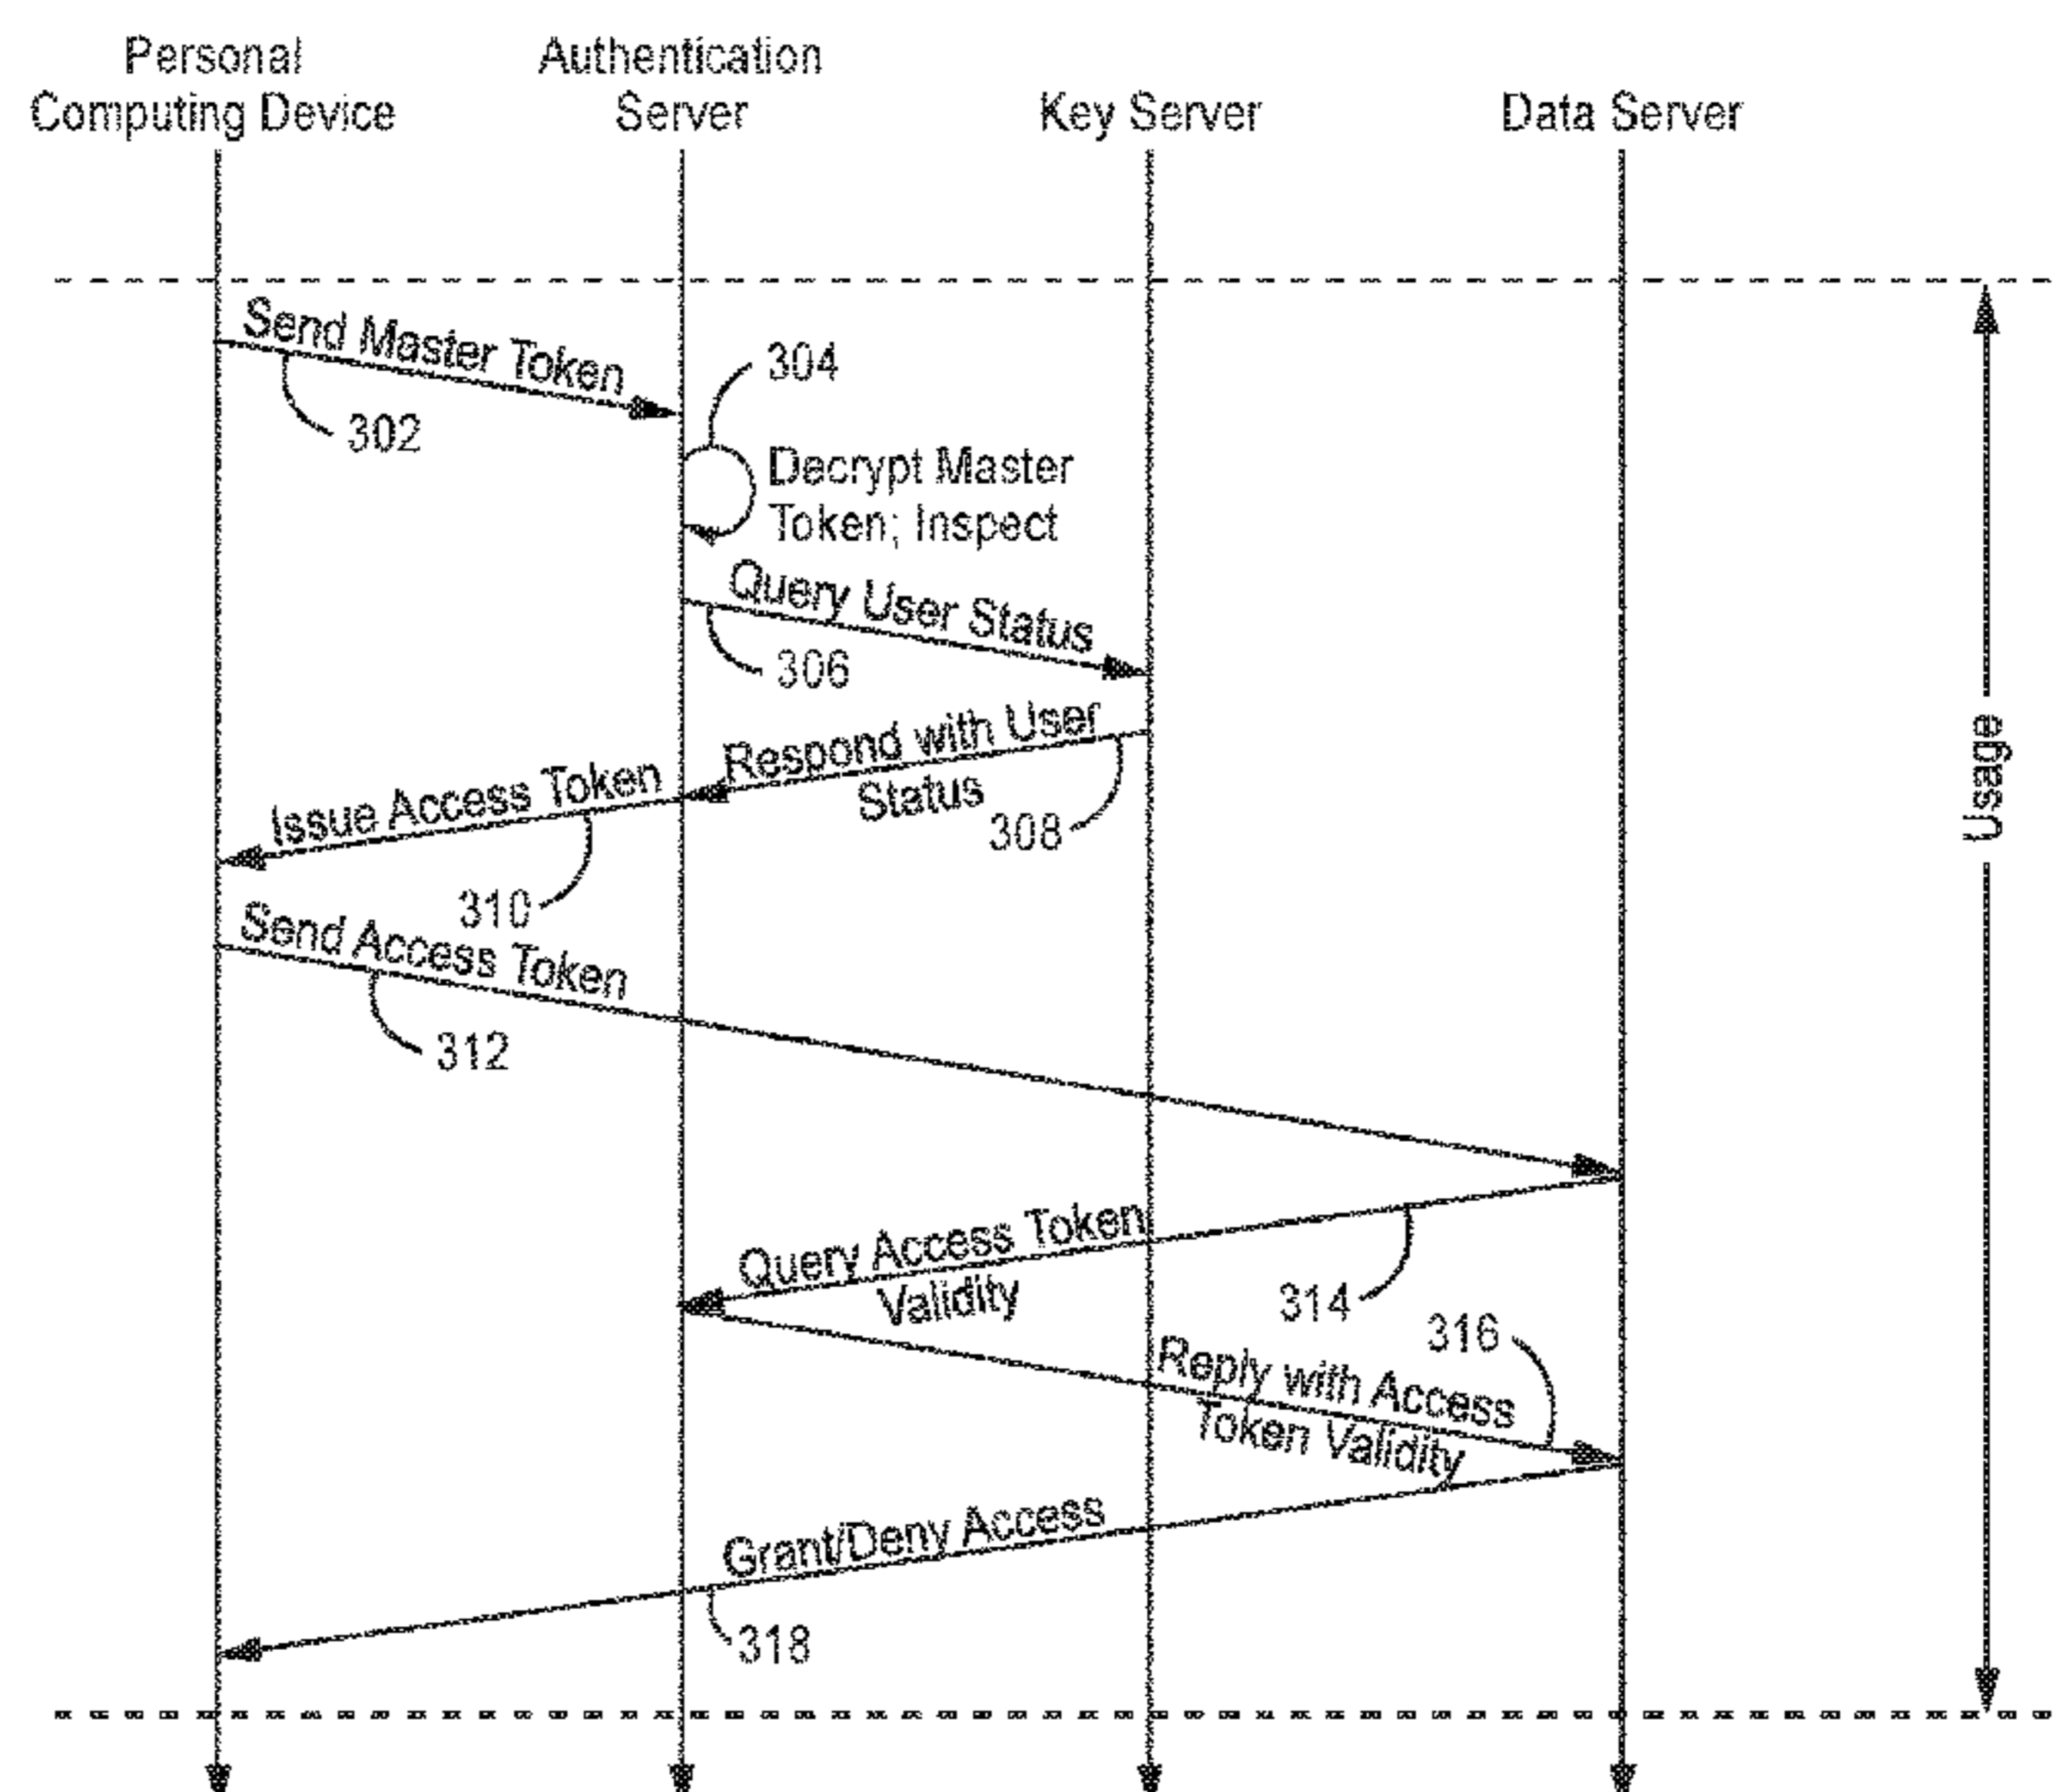 Personal
Computing Device
Authentication
Server
Key Server
Data Server
Send Master Token
302
304
Decrypt Master
Token; Inspect
Query User Status
306
Respond with User
Status
308
Issue Access Token
310
Send Access Token
312
Query Access Token
Validity
314
316
Reply with Access
Token Validity
Grant/Deny Access
318
Usage